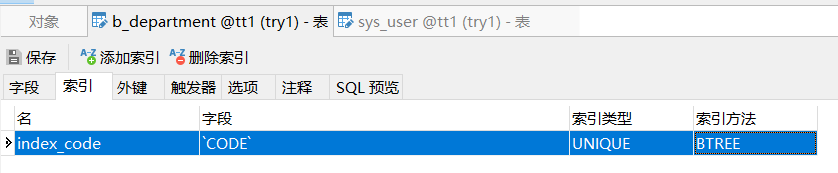 对象 b_department @tt1 (try1) - 表 sys_user @tt1 (try1) - 表
保存 添加索引 删除索引
字段 索引 外键 触发器 选项 注释 SQL 预览
名 字段 索引类型 索引方法
index_code `CODE` UNIQUE BTREE